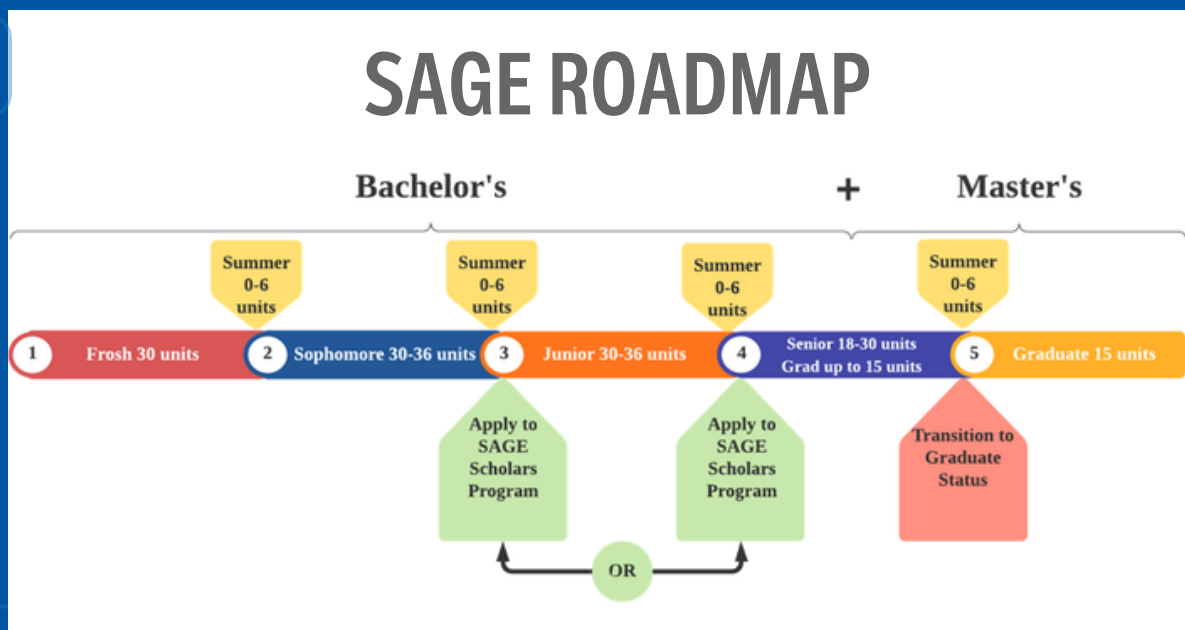 SAGE ROADMAP
Bachelor's
+
Master's
Summer
0-6
units
Summer
0-6
units
Summer
0-6
units
Summer
0-6
units
1
Frosh 30 units
2
Sophomore 30-36 units
3
Junior 30-36 units
4
Senior 18-30 units
Grad up to 15 units
5
Graduate 15 units
Apply to
SAGE
Scholars
Program
Apply to
SAGE
Scholars
Program
Transition to
Graduate
Status
OR